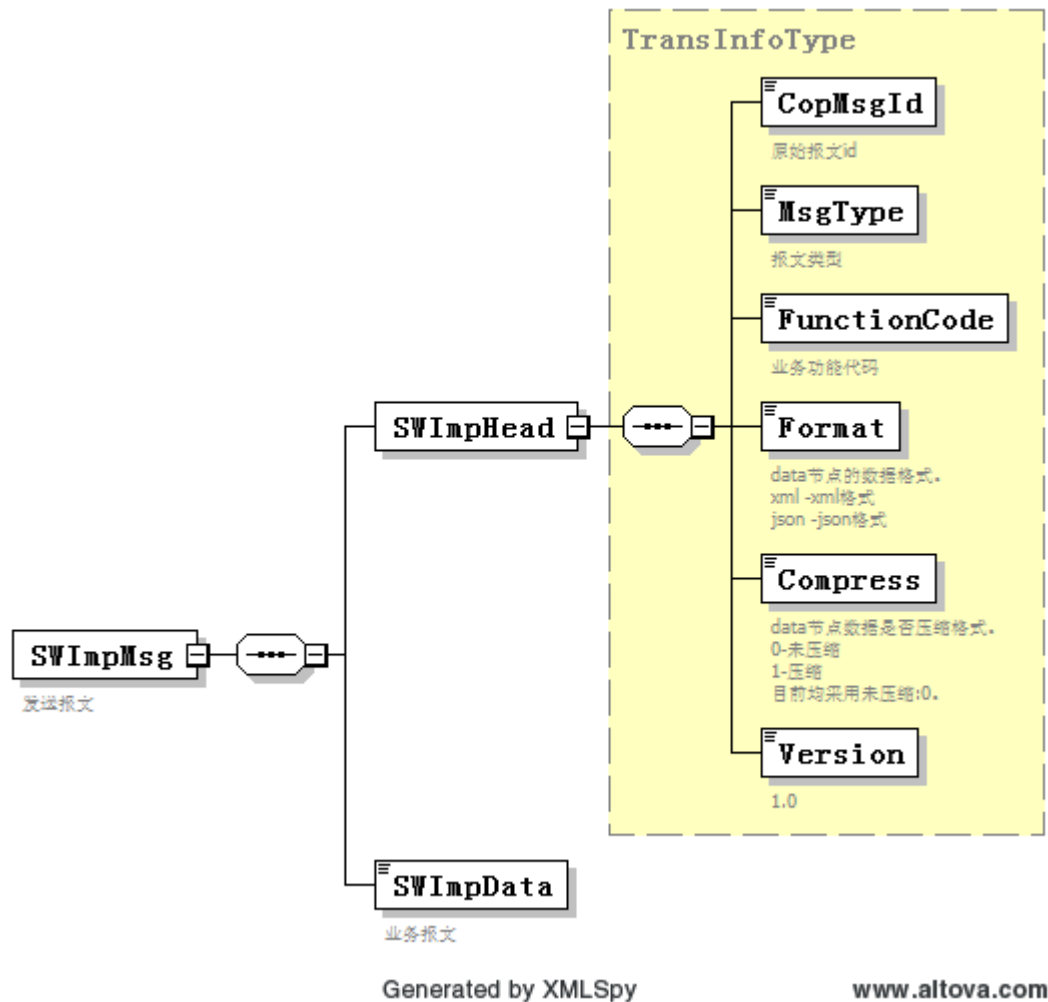 TransInfoType
CopMsgId
原始报文id
MsgType
报文类型
FunctionCode
业务功能代码
SWImpHead
Format
data节点的数据格式.
xml -xml格式
json -json格式
Compress
data节点数据是否压缩格式.
0-未压缩
1-压缩
目前均采用未压缩:0.
SWImpMsg
发送报文
Version
1.0
SWImpData
业务报文
Generated by XMLSpy
www.altova.com